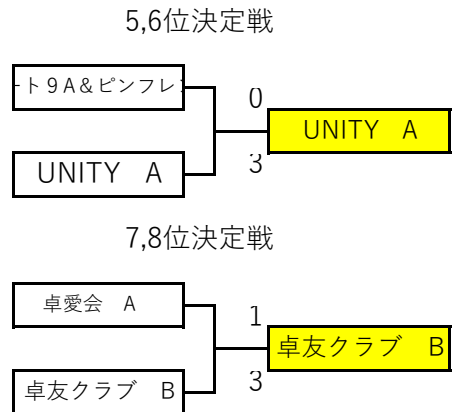 5,6位決定戦
ート9A&ピンフレ
0
UNITY A
UNITY A
3
7,8位決定戦
卓愛会 A
1
卓友クラブ B
卓友クラブ B
3